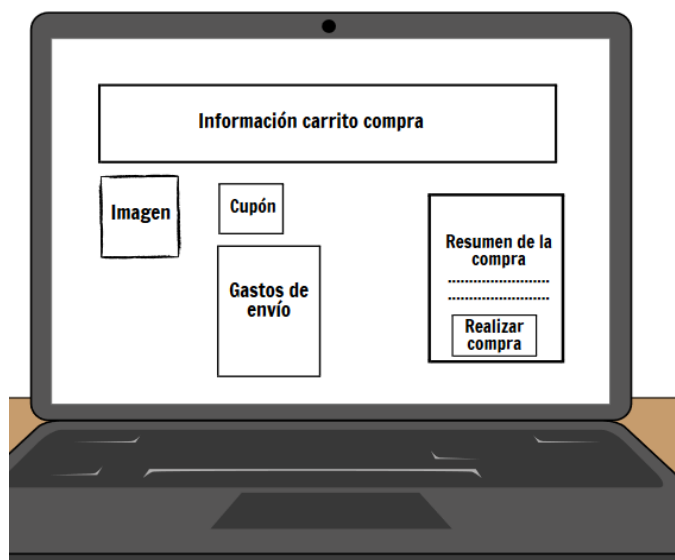 Información carrito compra
Imagen
Cupón
Gastos de
envío
Resumen de la
compra
Realizar
compra